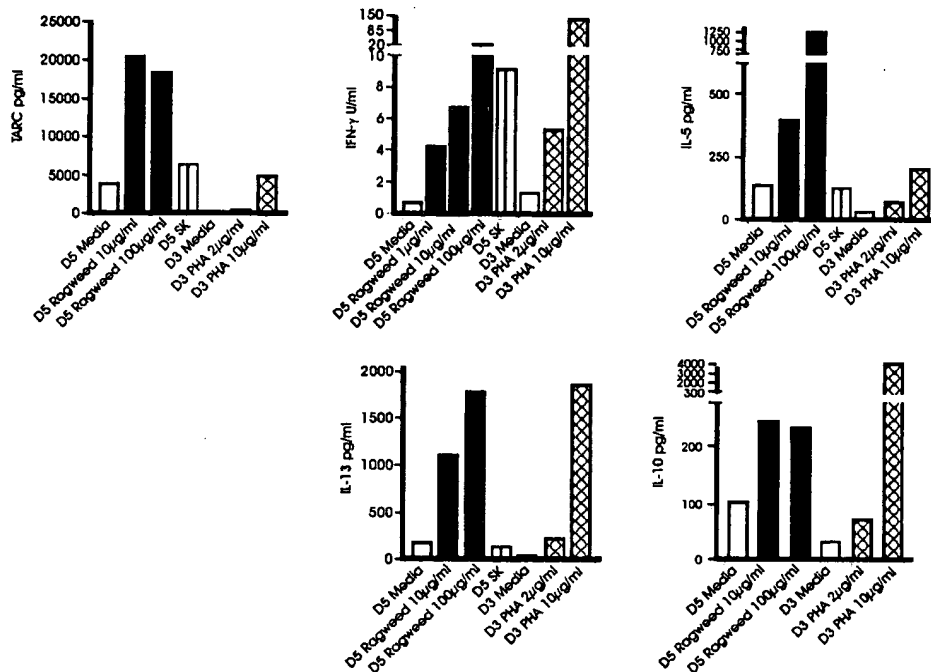 TARC pg/ml
25000
20000
15000
10000
5000
0
D5 Media
D5 Ragweed 10µg/ml
D5 Ragweed 100µg/ml
D5 SK
D3 Media
D3 PHA 2µg/ml
D3 PHA 10µg/ml
IFN-γ U/ml
150
85
20
10
8
6
4
2
0
D5 Media
D5 Ragweed 1µg/ml
D5 Ragweed 10µg/ml
D5 Ragweed 100µg/ml
D5 SK
D3 Media
D3 PHA 2µg/ml
D3 PHA 10µg/ml
IL-5 pg/ml
1250
1000
750
500
250
0
D5 Media
D5 Ragweed 10µg/ml
D5 Ragweed 100µg/ml
D5 SK
D3 Media
D3 PHA 2µg/ml
D3 PHA 10µg/ml
IL-13 pg/ml
2000
1500
1000
500
0
D5 Media
D5 Ragweed 10µg/ml
D5 Ragweed 100µg/ml
D5 SK
D3 Media
D3 PHA 2µg/ml
D3 PHA 10µg/ml
IL-10 pg/ml
4000
3000
2000
300
200
100
0
D5 Media
D5 Ragweed 10µg/ml
D5 Ragweed 100µg/ml
D3 Media
D3 PHA 2µg/ml
D3 PHA 10µg/ml